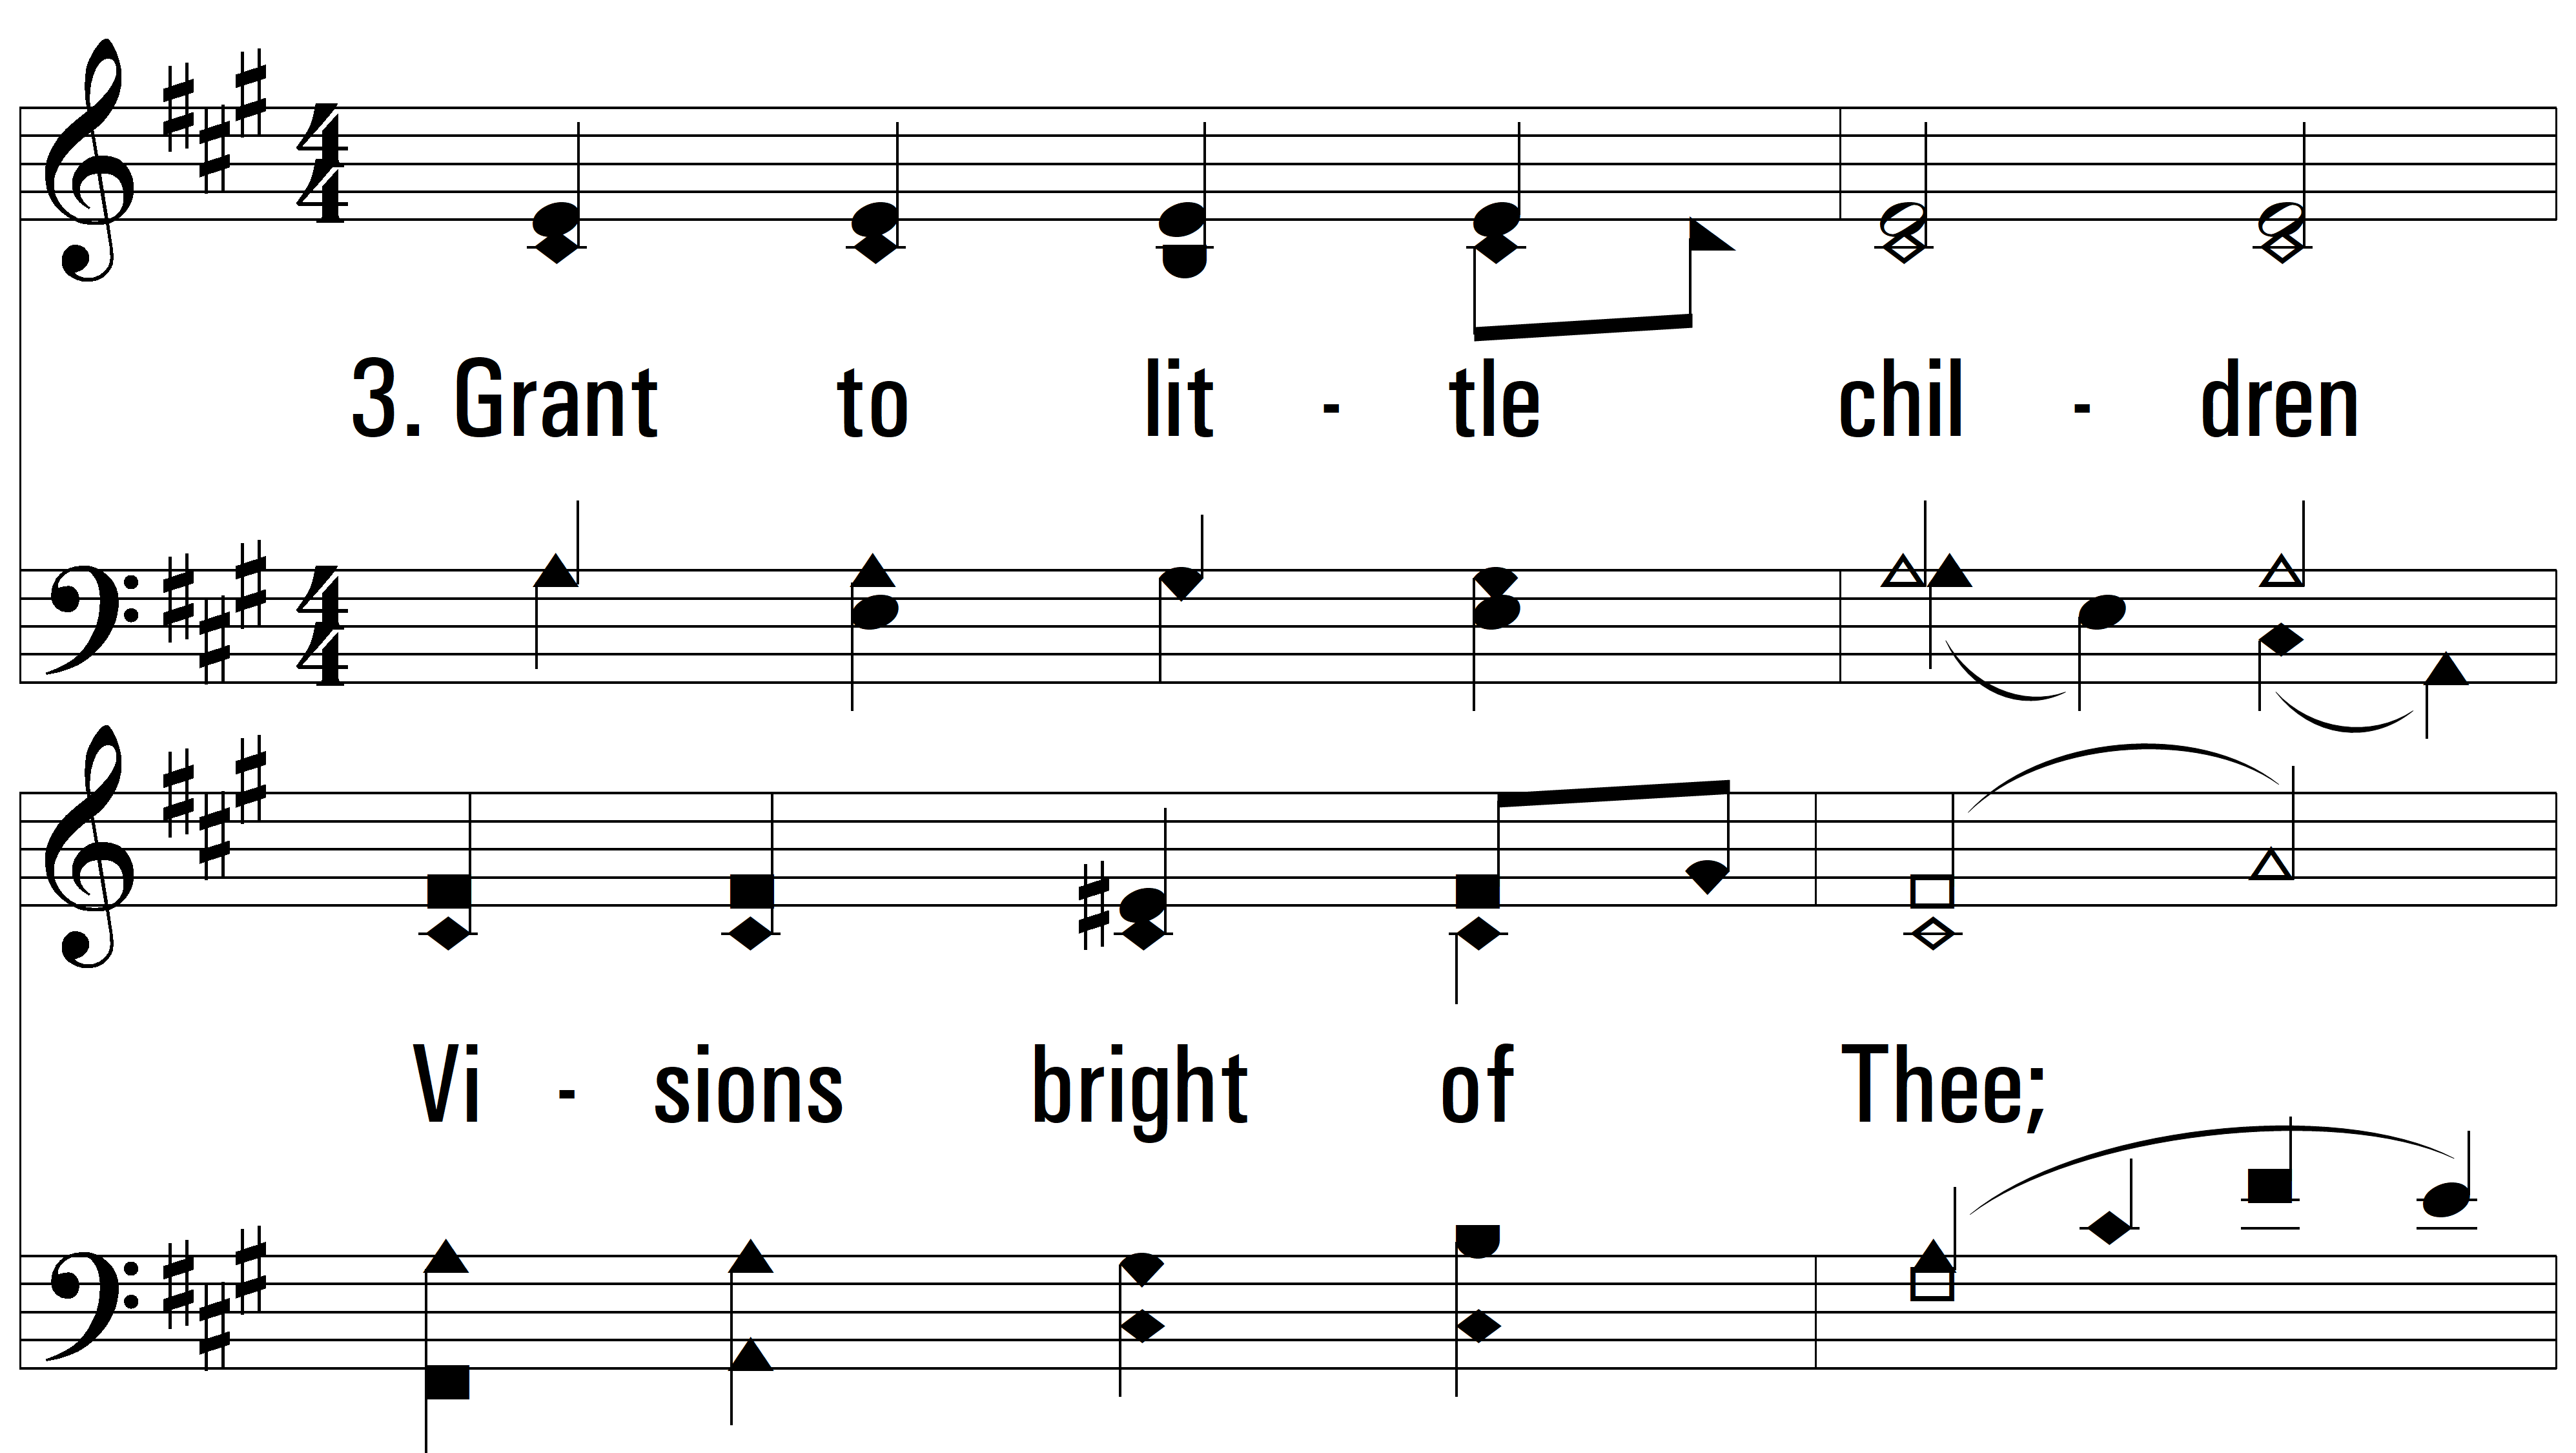 3. Grant to lit - tle chil - dren
Vi - sions bright of Thee;